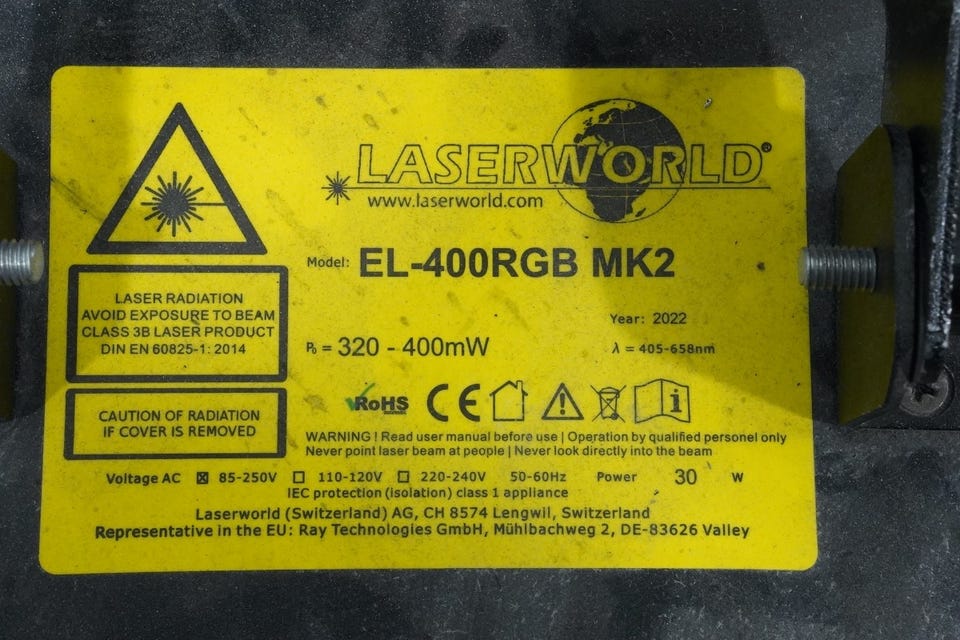 LASERWORLD®
www.laserworld.com
Model: EL-400RGB MK2
LASER RADIATION
AVOID EXPOSURE TO BEAM
CLASS 3B LASER PRODUCT
DIN EN 60825-1: 2014
Year: 2022
P₀ = 320 - 400mW
λ = 405-658nm
CAUTION OF RADIATION
IF COVER IS REMOVED
RoHS CE i
WARNING ! Read user manual before use | Operation by qualified personel only
Never point laser beam at people | Never look directly into the beam
Voltage AC ☒ 85-250V ☐ 110-120V ☐ 220-240V 50-60Hz Power 30 W
IEC protection (isolation) class 1 appliance
Laserworld (Switzerland) AG, CH 8574 Lengwil, Switzerland
Representative in the EU: Ray Technologies GmbH, Mühlbachweg 2, DE-83626 Valley